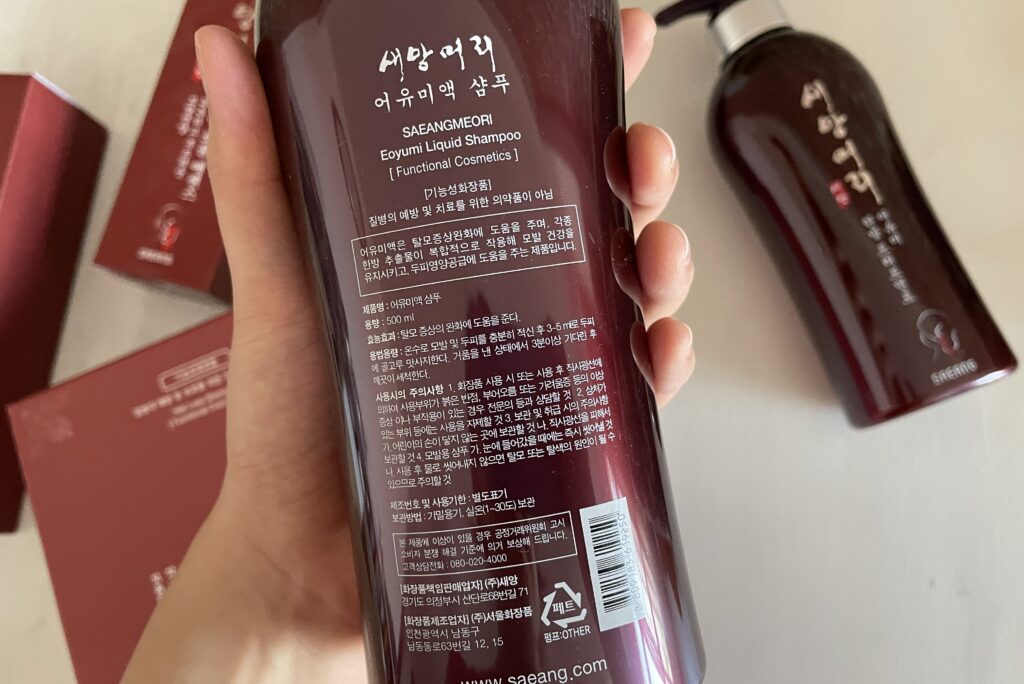 새앙머리
어유미액 샴푸
SAEANGMEORI
Eoyumi Liquid Shampoo
[ Functional Cosmetics ]
[기능성화장품]
질병의 예방 및 치료를 위한 의약품이 아님
어유미액은 탈모증상완화에 도움을 주며, 각종
한방 추출물이 복합적으로 작용해 모발 건강을
유지시키고, 두피영양공급에 도움을 주는 제품입니다.
제품명 : 어유미액 샴푸
용량 : 500 ml
효능효과 : 탈모 증상의 완화에 도움을 준다.
용법용량 : 온수로 모발 및 두피를 충분히 적신 후 3~5 ml로 두피
에 골고루 맛사지한다. 거품을 낸 상태에서 3분이상 기다린 후
깨끗이 세척한다.
사용시의 주의사항 1. 화장품 사용 시 또는 사용 후 직사광선에
의하여 사용부위가 붉은 반점, 부어오름 또는 가려움증 등의 이상
증상 이나 부작용이 있는 경우 전문의 등과 상담할 것 2. 상처가
있는 부위 등에는 사용을 자제할 것 3. 보관 및 취급 시의 주의사항
가. 어린이의 손이 닿지 않는 곳에 보관할 것 나. 직사광선을 피해서
보관할 것 4. 모발용 샴푸 가. 눈에 들어갔을 때에는 즉시 씻어낼 것
나. 사용 후 물로 씻어내지 않으면 탈모 또는 탈색의 원인이 될 수
있으므로 주의할 것
제조번호 및 사용기한 : 별도표기
보관방법 : 기밀용기, 실온(1~30도) 보관
본 제품에 이상이 있을 경우 공정거래위원회 고시
소비자 분쟁 해결 기준에 의거 보상해 드립니다.
고객상담전화 : 080-020-4000
[화장품책임판매업자] (주)새앙
경기도 의정부시 산단로68번길 71
[화장품제조업자] (주)서울화장품
인천광역시 남동구
남동동로63번길 12, 15
페트
펌프:OTHER
www.saeang.com
새앙머리
SAEANG